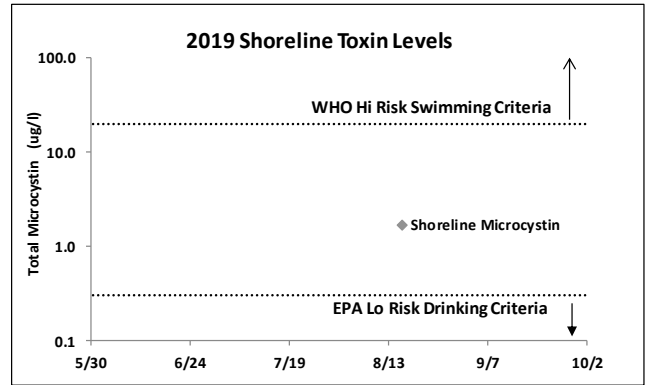 2019 Shoreline Toxin Levels
Total Microcystin (ug/l)
100.0
10.0
1.0
0.1
WHO Hi Risk Swimming Criteria
Shoreline Microcystin
EPA Lo Risk Drinking Criteria
5/30 6/24 7/19 8/13 9/7 10/2